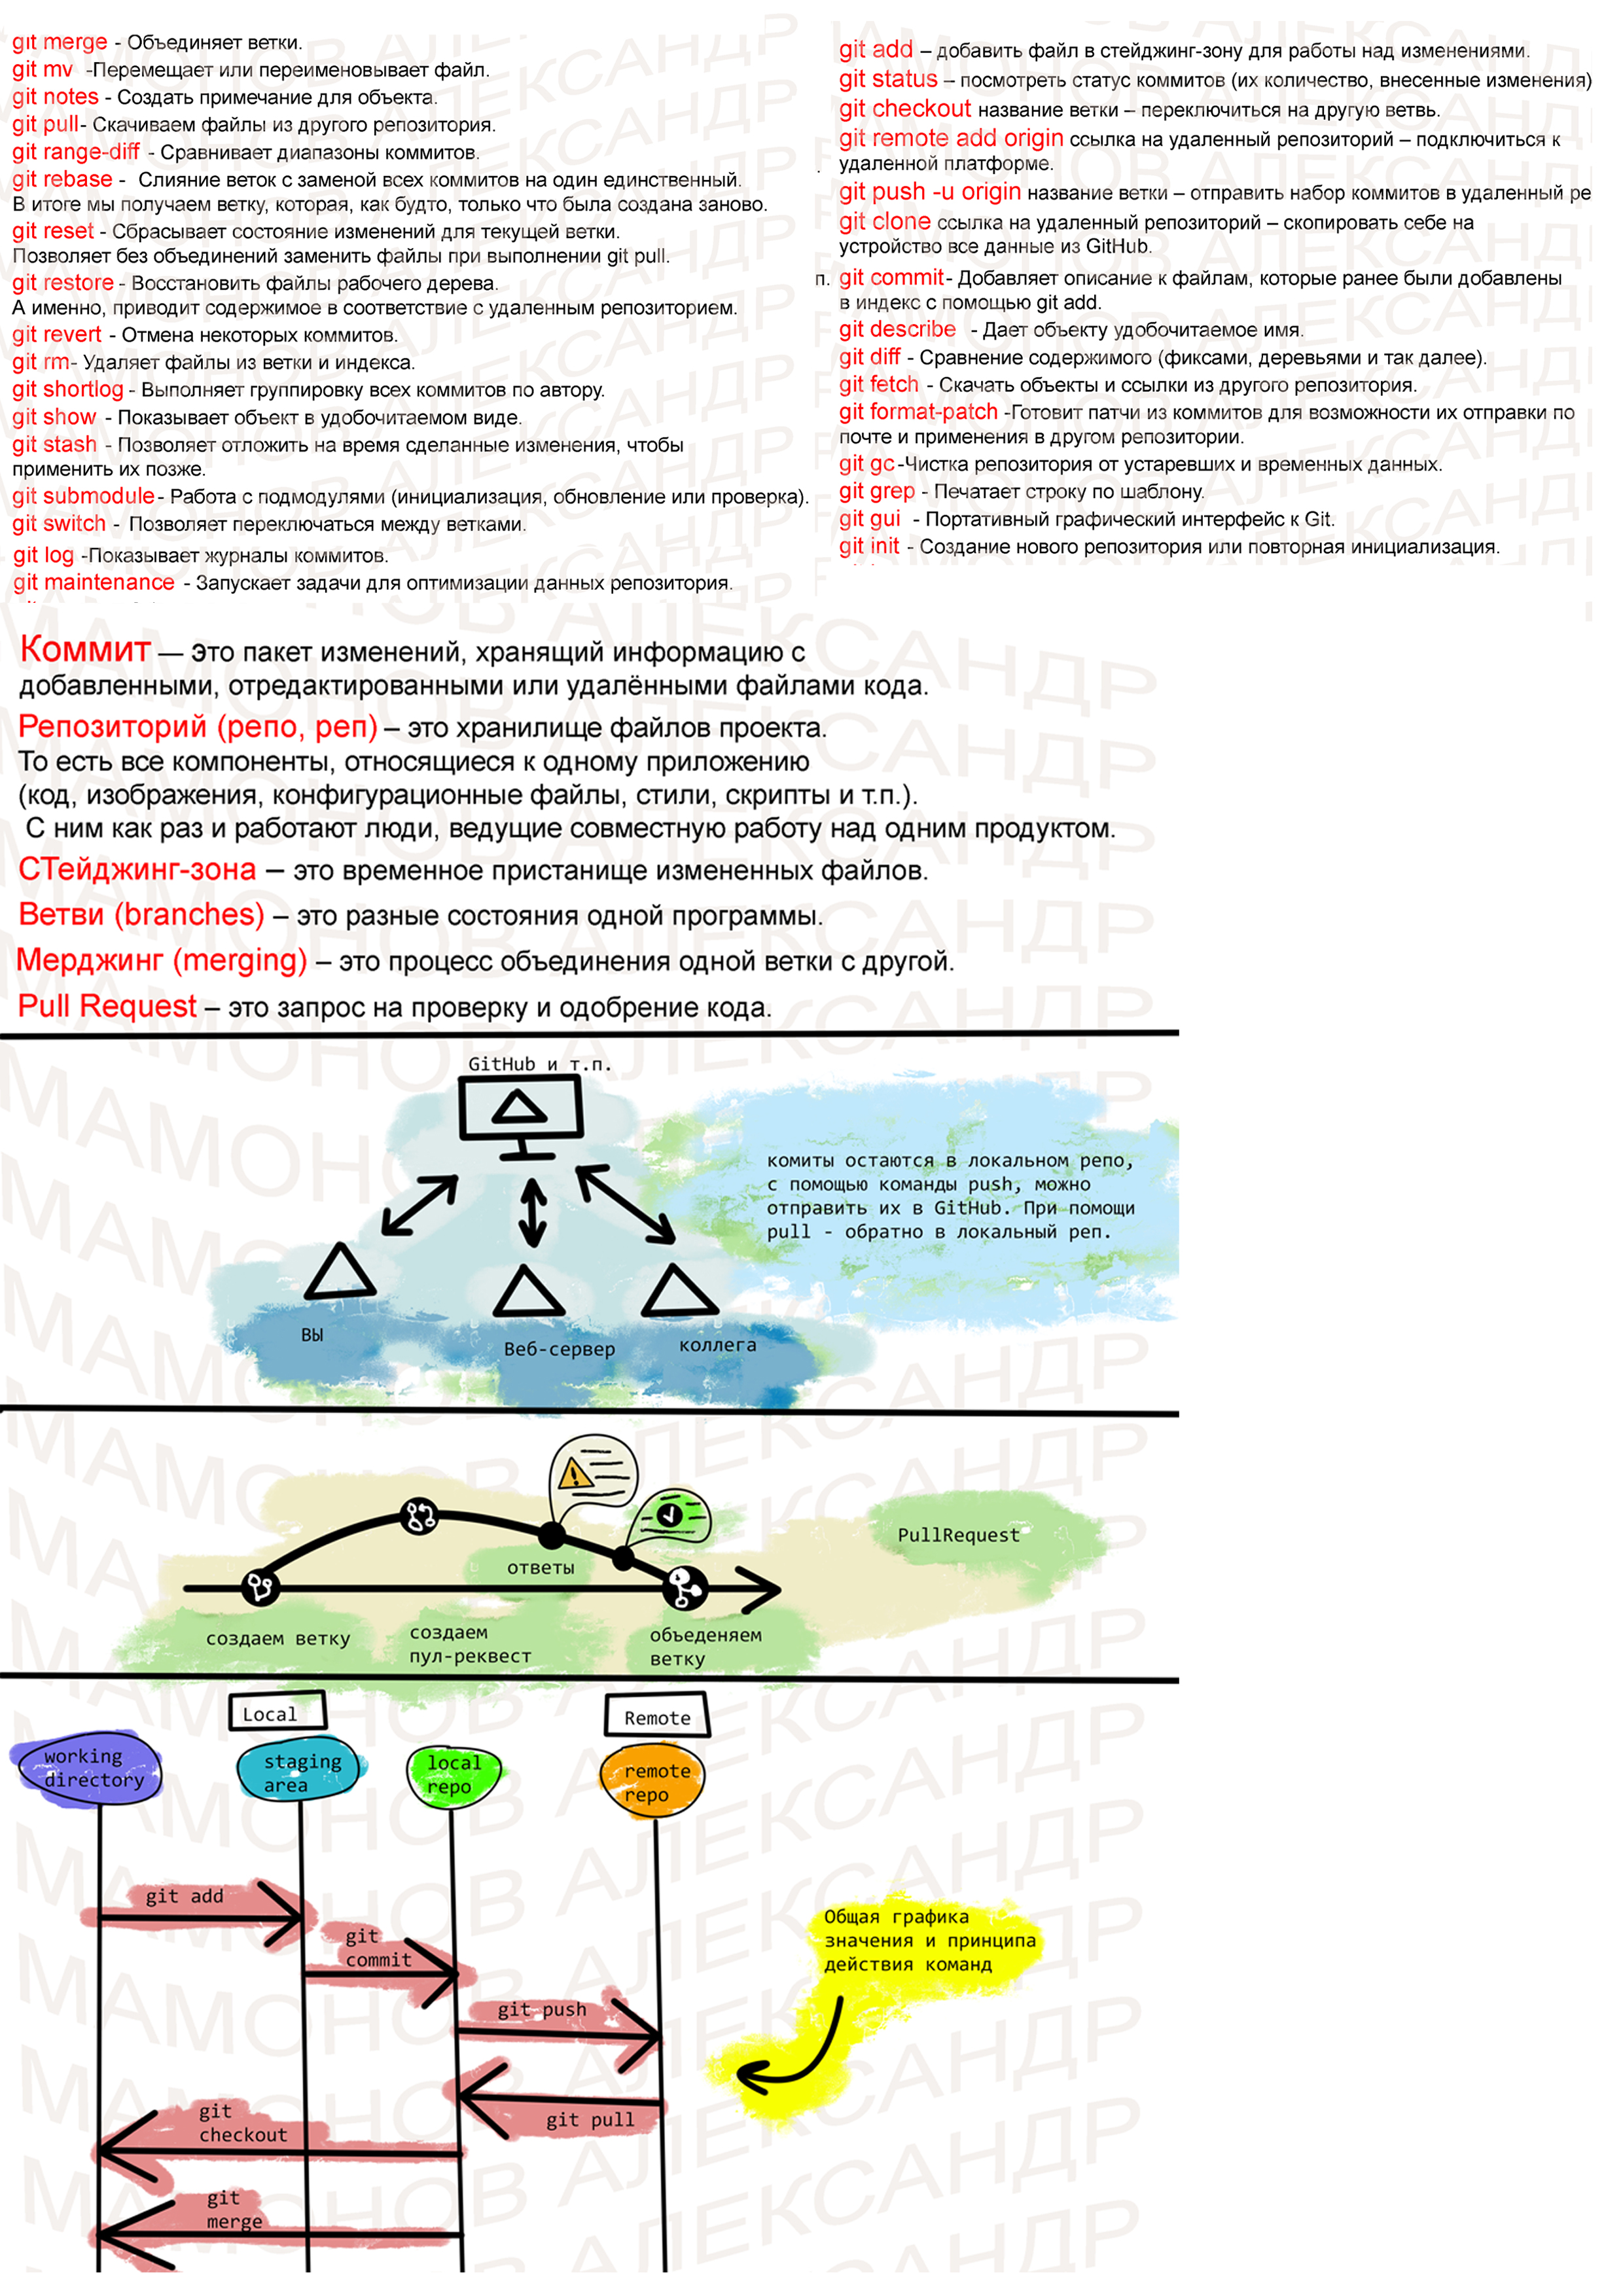 git merge - Объединяет ветки.
git mv -Перемещает или переименовывает файл.
git notes - Создать примечание для объекта.
git pull- Скачиваем файлы из другого репозитория.
git range-diff - Сравнивает диапазоны коммитов.
git rebase - Слияние веток с заменой всех коммитов на один единственный.
В итоге мы получаем ветку, которая, как будто, только что была создана заново.
git reset - Сбрасывает состояние изменений для текущей ветки.
Позволяет без объединений заменить файлы при выполнении git pull.
git restore - Восстановить файлы рабочего дерева.
А именно, приводит содержимое в соответствие с удаленным репозиторием.
git revert - Отмена некоторых коммитов.
git rm- Удаляет файлы из ветки и индекса.
git shortlog - Выполняет группировку всех коммитов по автору.
git show - Показывает объект в удобочитаемом виде.
git stash - Позволяет отложить на время сделанные изменения, чтобы
применить их позже.
git submodule- Работа с подмодулями (инициализация, обновление или проверка).
git switch - Позволяет переключаться между ветками.
git log -Показывает журналы коммитов.
git maintenance - Запускает задачи для оптимизации данных репозитория.
git add – добавить файл в стейджинг-зону для работы над изменениями.
git status – посмотреть статус коммитов (их количество, внесенные изменения)
git checkout название ветки – переключиться на другую ветвь.
git remote add origin ссылка на удаленный репозиторий – подключиться к
удаленной платформе.
git push -u origin название ветки – отправить набор коммитов в удаленный ре
git clone ссылка на удаленный репозиторий – скопировать себе на
устройство все данные из GitHub.
п. git commit- Добавляет описание к файлам, которые ранее были добавлены
в индекс с помощью git add.
git describe - Дает объекту удобочитаемое имя.
git diff - Сравнение содержимого (фиксами, деревьями и так далее).
git fetch - Скачать объекты и ссылки из другого репозитория.
git format-patch -Готовит патчи из коммитов для возможности их отправки по
почте и применения в другом репозитории.
git gc-Чистка репозитория от устаревших и временных данных.
git grep - Печатает строку по шаблону.
git gui - Портативный графический интерфейс к Git.
git init - Создание нового репозитория или повторная инициализация.
Коммит — это пакет изменений, хранящий информацию с
добавленными, отредактированными или удалёнными файлами кода.
Репозиторий (репо, реп) – это хранилище файлов проекта.
То есть все компоненты, относящиеся к одному приложению
(код, изображения, конфигурационные файлы, стили, скрипты и т.п.).
С ним как раз и работают люди, ведущие совместную работу над одним продуктом.
СТейджинг-зона – это временное пристанище измененных файлов.
Ветви (branches) – это разные состояния одной программы.
Мерджинг (merging) – это процесс объединения одной ветки с другой.
Pull Request – это запрос на проверку и одобрение кода.
GitHub и т.п.
комиты остаются в локальном репо,
с помощью команды push, можно
отправить их в GitHub. При помощи
pull - обратно в локальный реп.
ВЫ
Веб-сервер
коллега
PullRequest
ответы
создаем ветку
создаем
пул-реквест
объеденяем
ветку
Local
Remote
working
directory
staging
area
local
repo
remote
repo
git add
git
commit
git push
git pull
git
checkout
git
merge
Общая графика
значения и принципа
действия команд
МАМОНОВ АЛЕКСАНДР